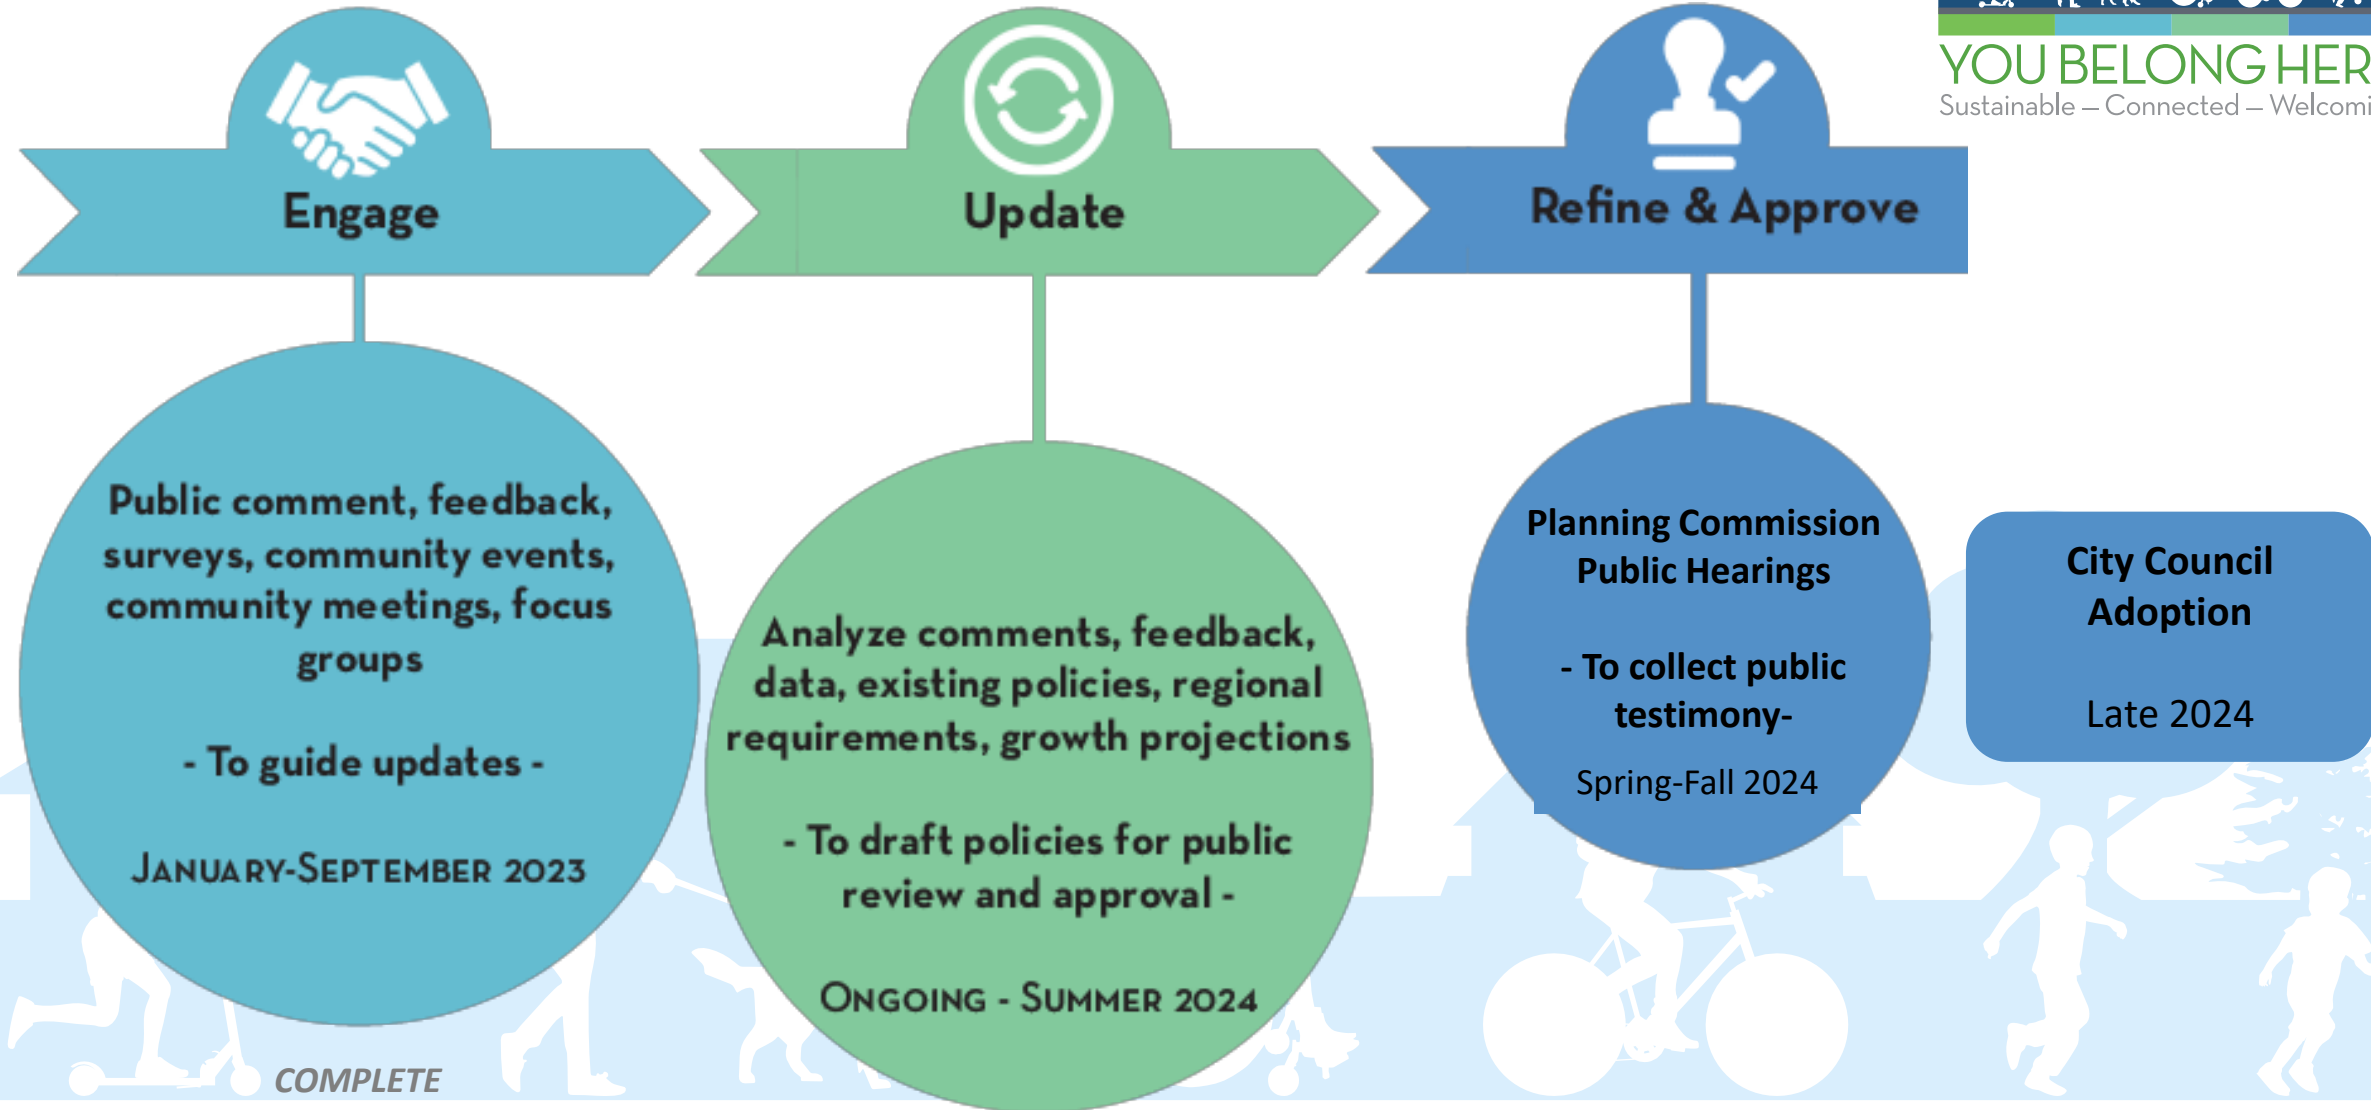 YOU BELONG HER
Sustainable — Connected — Welcomi
Engage
Update
Refine & Approve
Public comment, feedback,
surveys, community events,
community meetings, focus
groups
- To guide updates -
JANUARY-SEPTEMBER 2023
COMPLETE
Analyze comments, feedback,
data, existing policies, regional
requirements, growth projections
- To draft policies for public
review and approval -
ONGOING - SUMMER 2024
Planning Commission
Public Hearings
- To collect public
testimony-
Spring-Fall 2024
City Council
Adoption
Late 2024